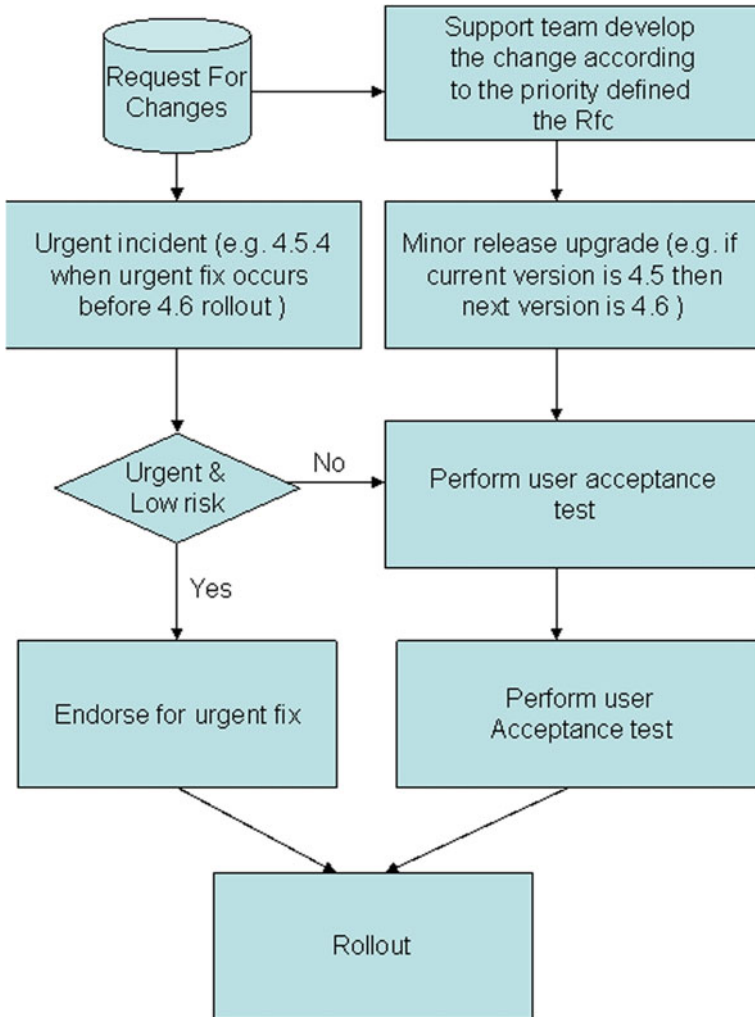 Request For
Changes
Support team develop
the change according
to the priority defined
the Rfc
Urgent incident (e.g. 4.5.4
when urgent fix occurs
before 4.6 rollout )
Minor release upgrade (e.g. if
current version is 4.5 then
next version is 4.6 )
Urgent &
Low risk
No
Perform user acceptance
test
Yes
Endorse for urgent fix
Perform user
Acceptance test
Rollout